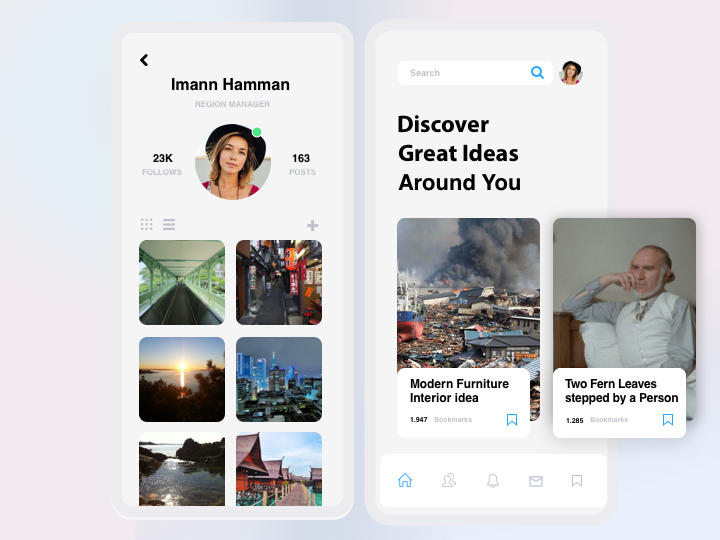 Imann Hamman
REGION MANAGER
23K
FOLLOWS
163
POSTS
Search
Discover
Great Ideas
Around You
Modern Furniture
Interior idea
1.947 Bookmarks
Two Fern Leaves
stepped by a Person
1.285 Bookmarks